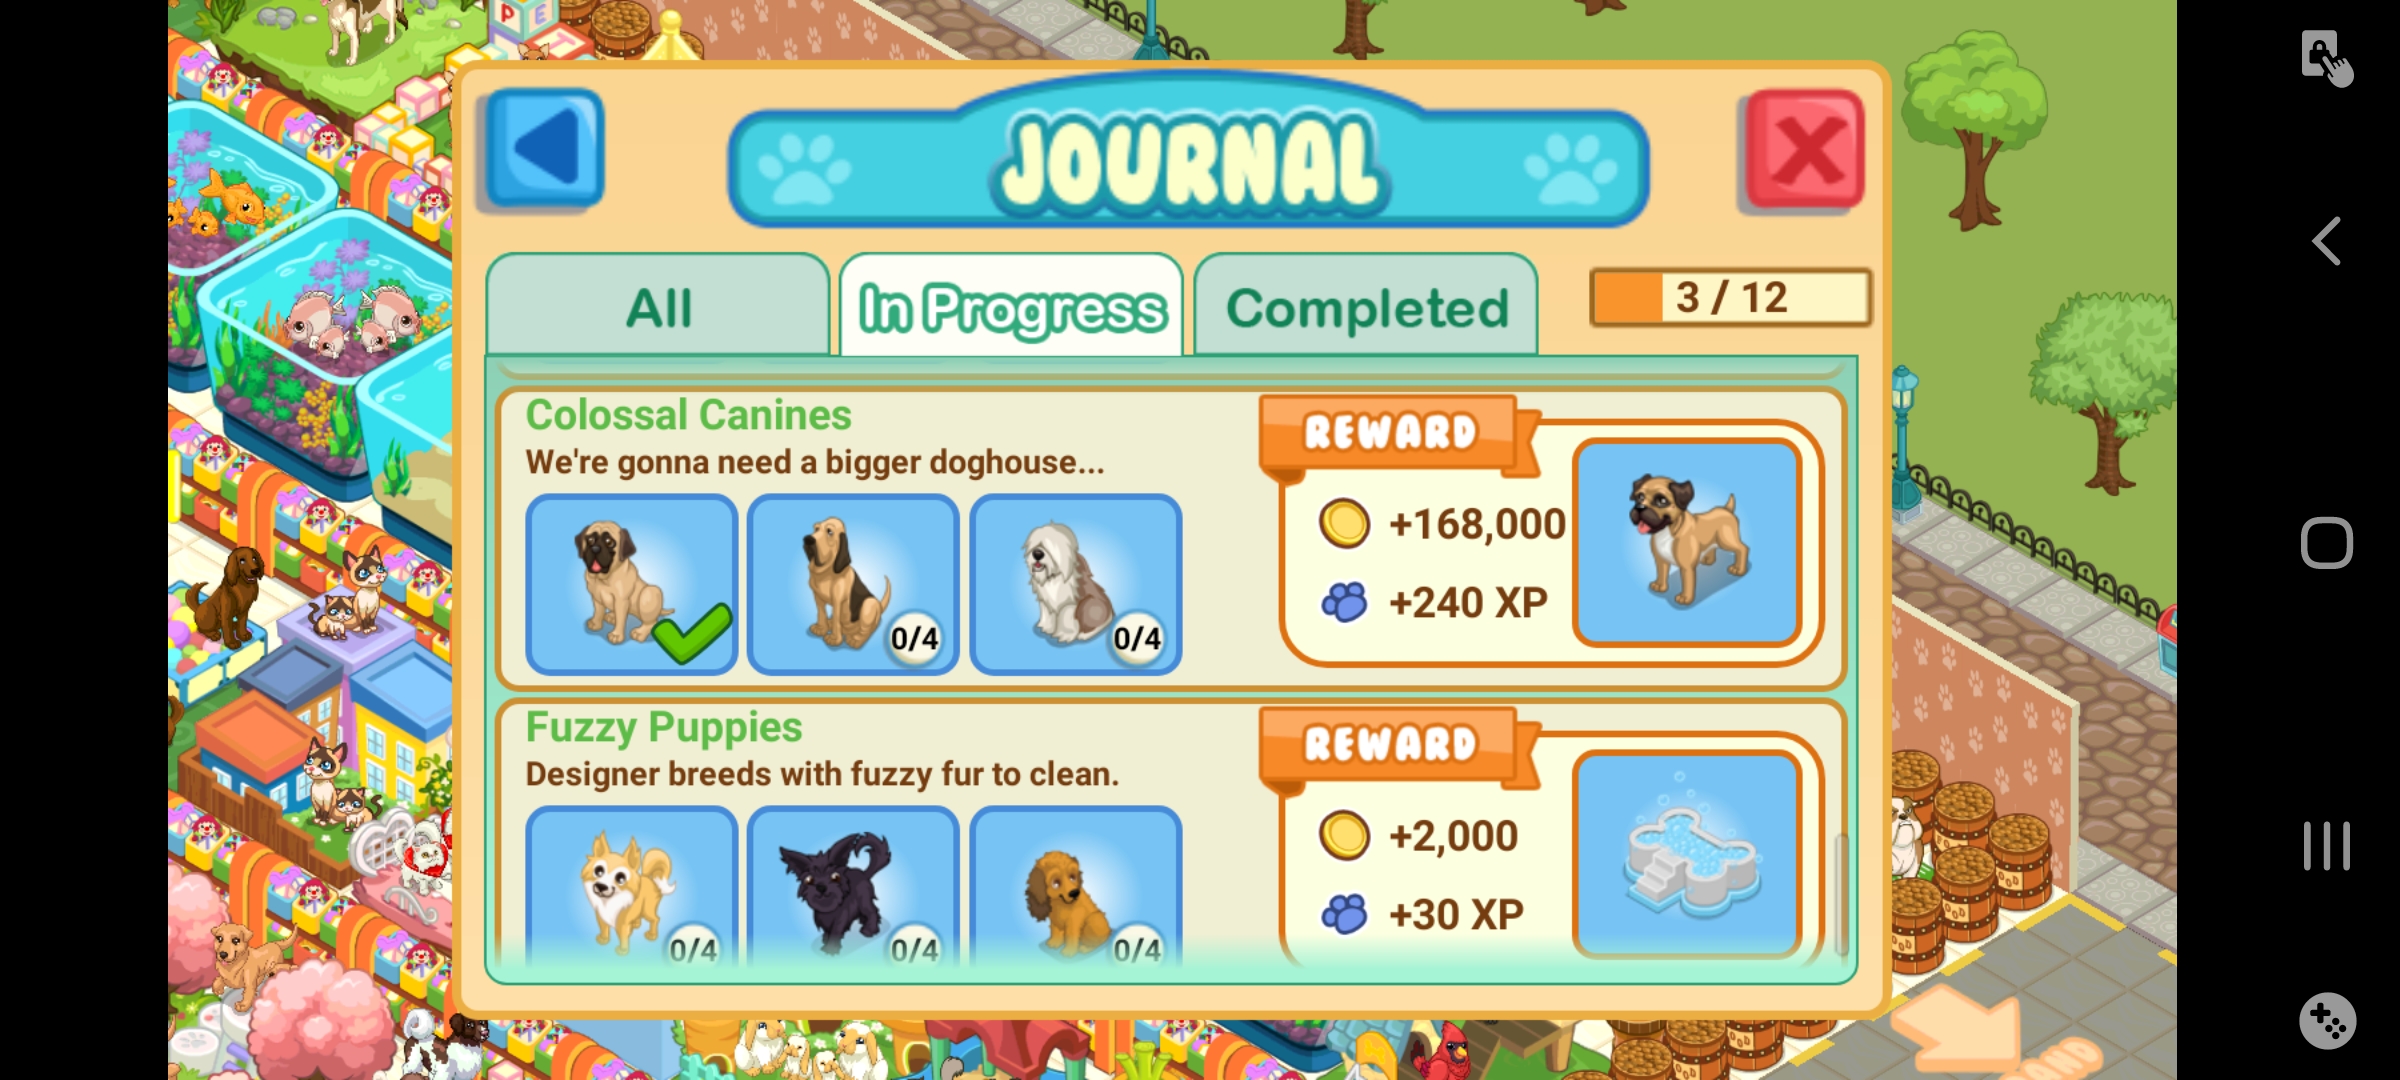 JOURNAL
All
In Progress
Completed
3 / 12
Colossal Canines
We're gonna need a bigger doghouse...
0/4
0/4
REWARD
+168,000
+240 XP
Fuzzy Puppies
Designer breeds with fuzzy fur to clean.
0/4
0/4
0/4
REWARD
+2,000
+30 XP